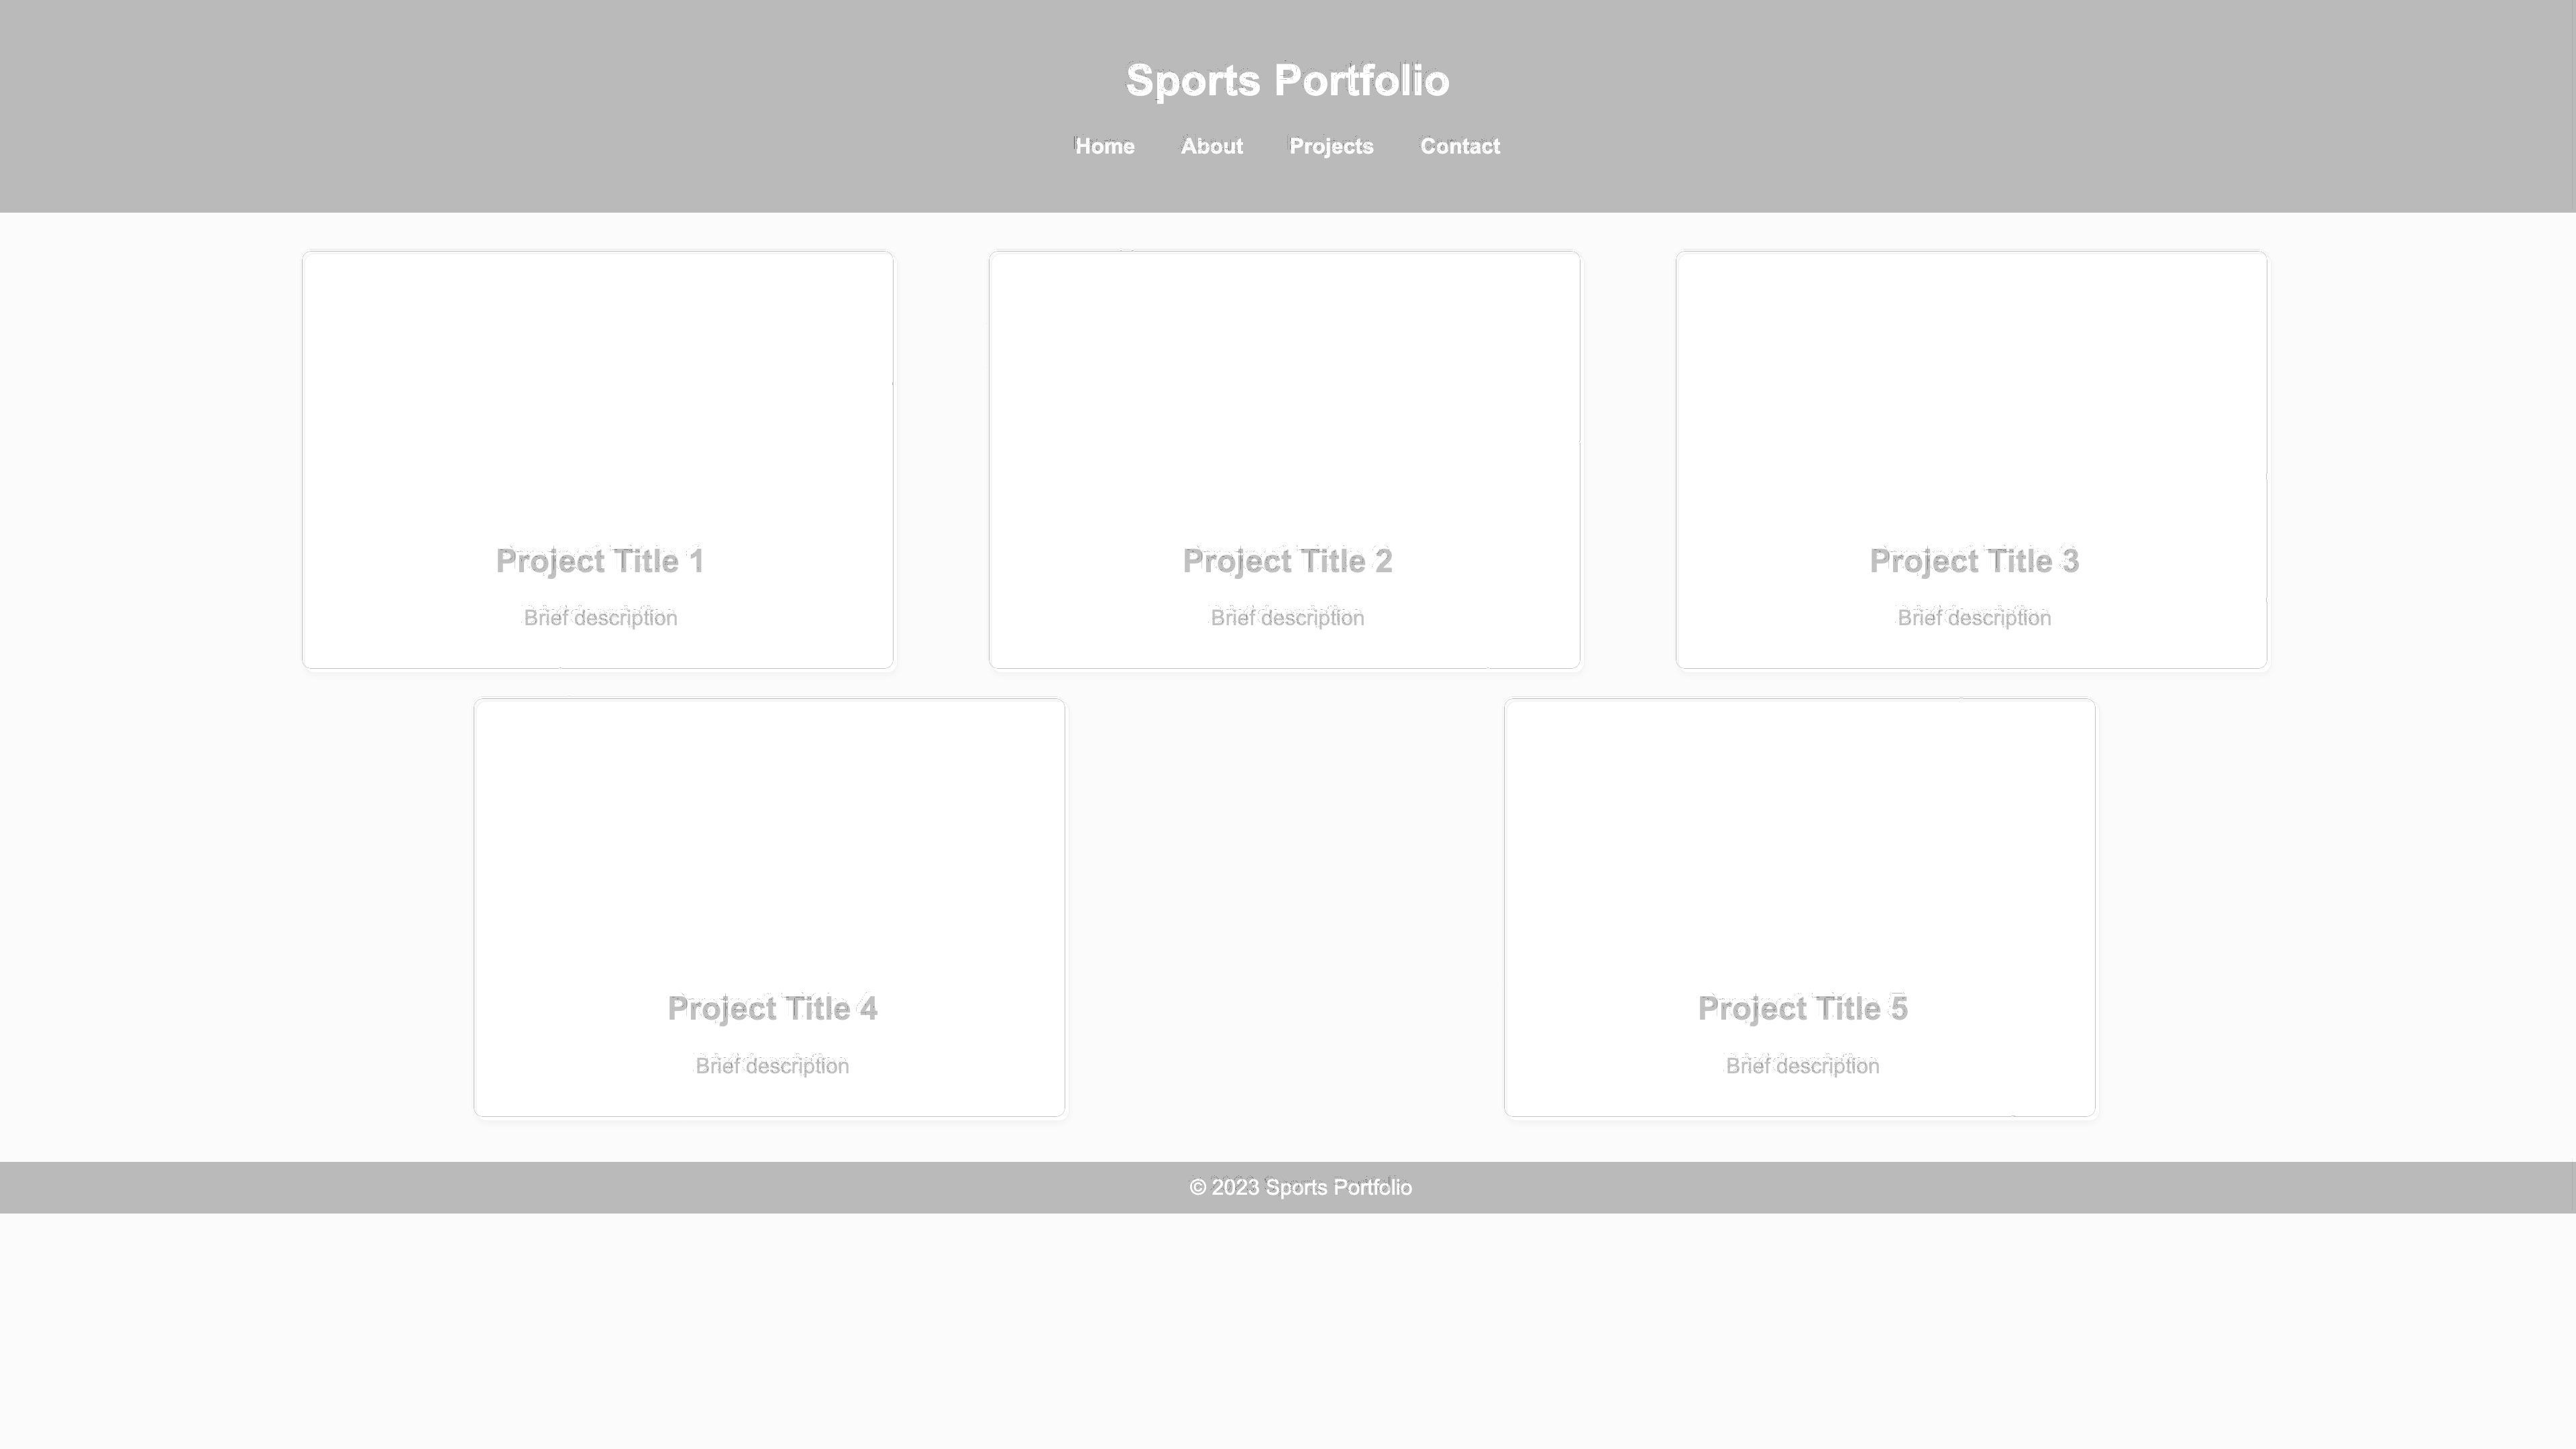 Sports Portfolio
Home About Projects Contact
Project Title 1
Brief description
Project Title 2
Brief description
Project Title 3
Brief description
Project Title 4
Brief description
Project Title 5
Brief description
© 2023 Sports Portfolio